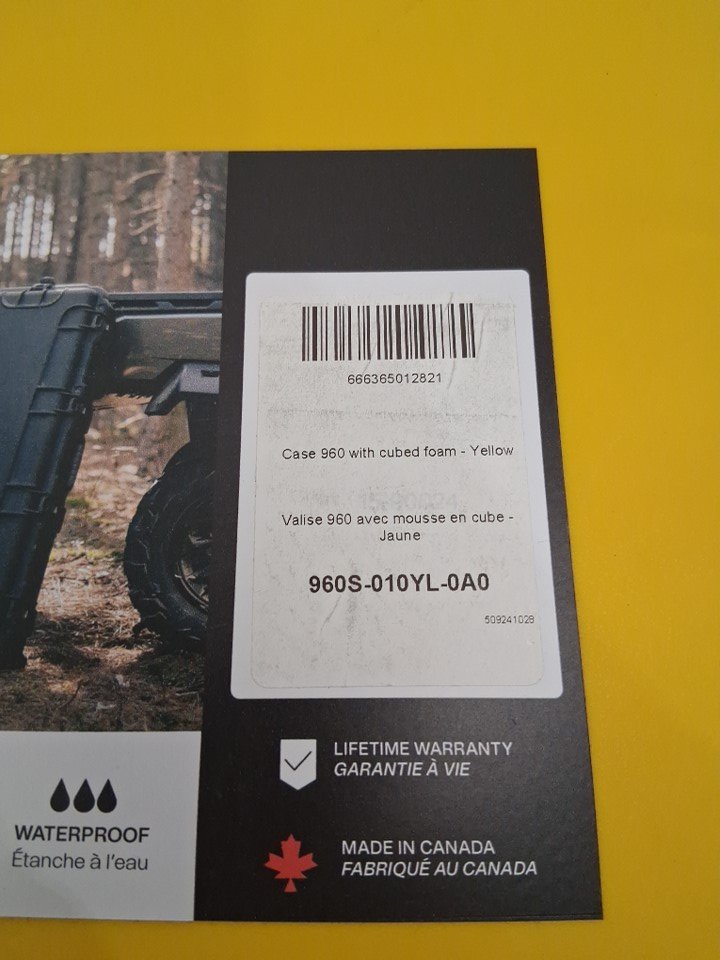 666365012821
Case 960 with cubed foam - Yellow
Valise 960 avec mousse en cube -
Jaune
960S-010YL-0A0
509241028
LIFETIME WARRANTY
GARANTIE À VIE
WATERPROOF
Étanche à l'eau
MADE IN CANADA
FABRIQUÉ AU CANADA